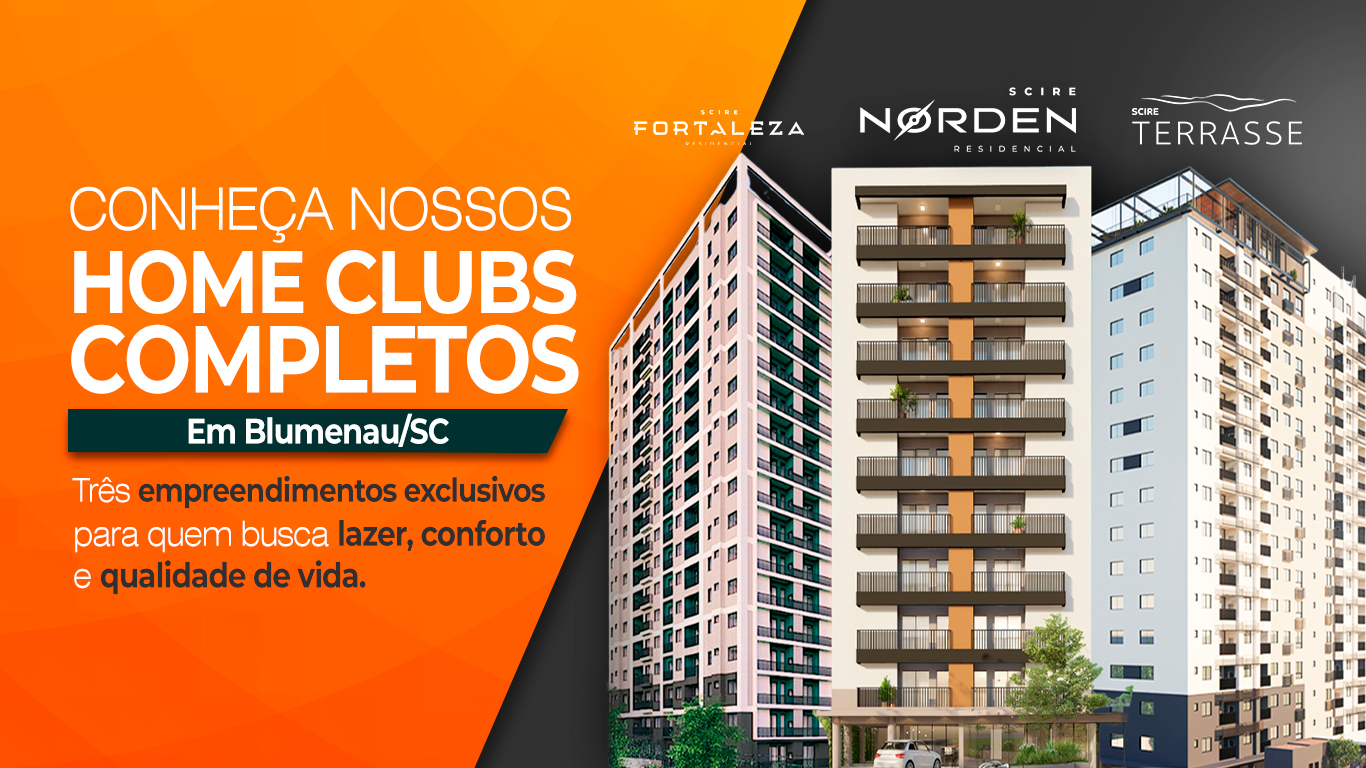 CONHEÇA NOSSOS
HOME CLUBS
COMPLETOS
Em Blumenau/SC
Três empreendimentos exclusivos
para quem busca lazer, conforto
e qualidade de vida.
SCIRE
FORTALEZA
RESIDENCIAL
SCIRE
NØRDEN
RESIDENCIAL
SCIRE
TERRASSE